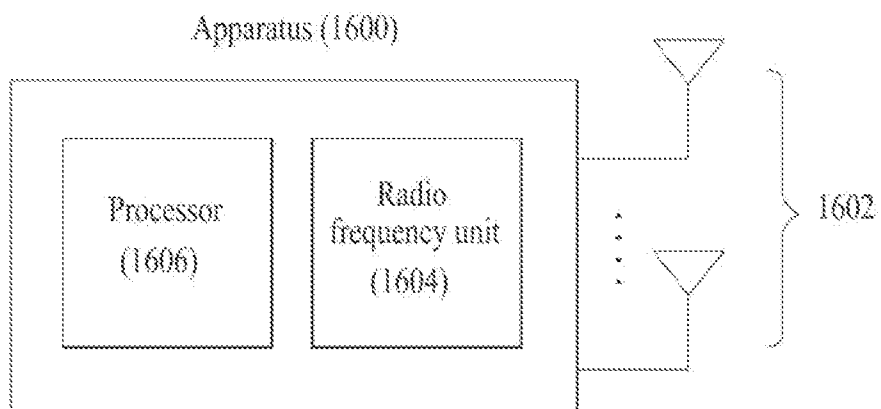 Apparatus (1600)
Processor
(1606)
Radio
frequency unit
(1604)
1602